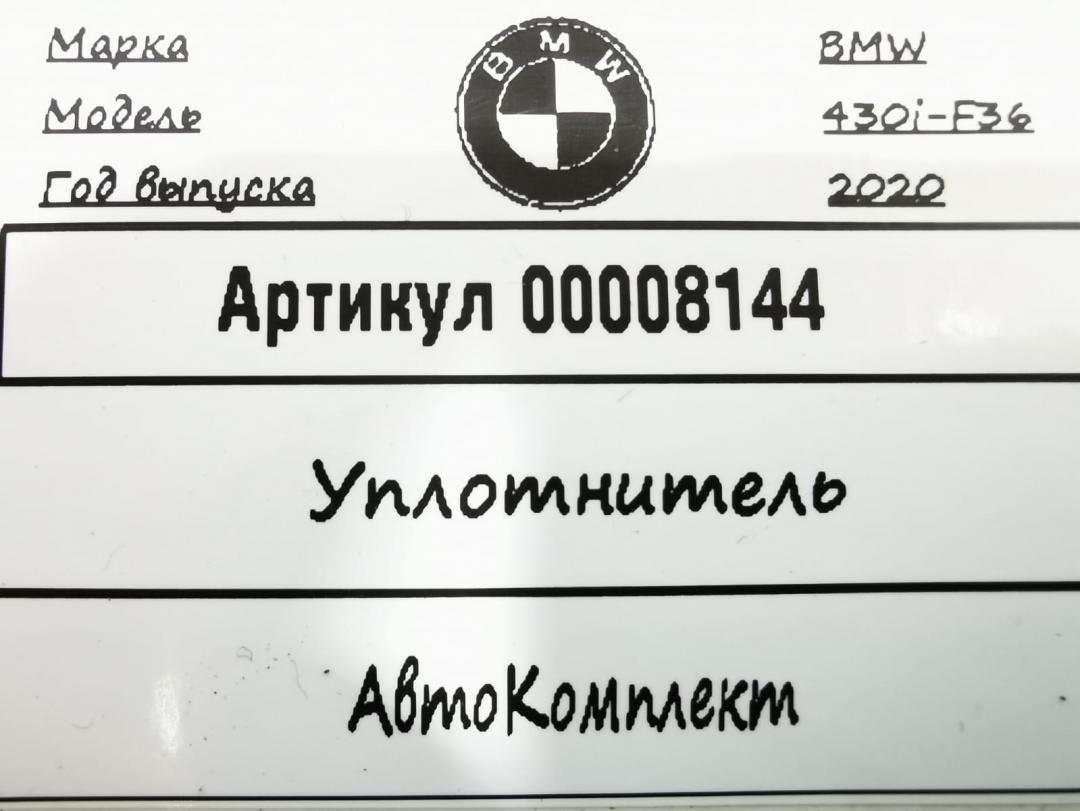 Марка BMW
Модель 430i-F36
Год выпуска 2020
BMW
Артикул 00008144
Уплотнитель
АвтоКомплект